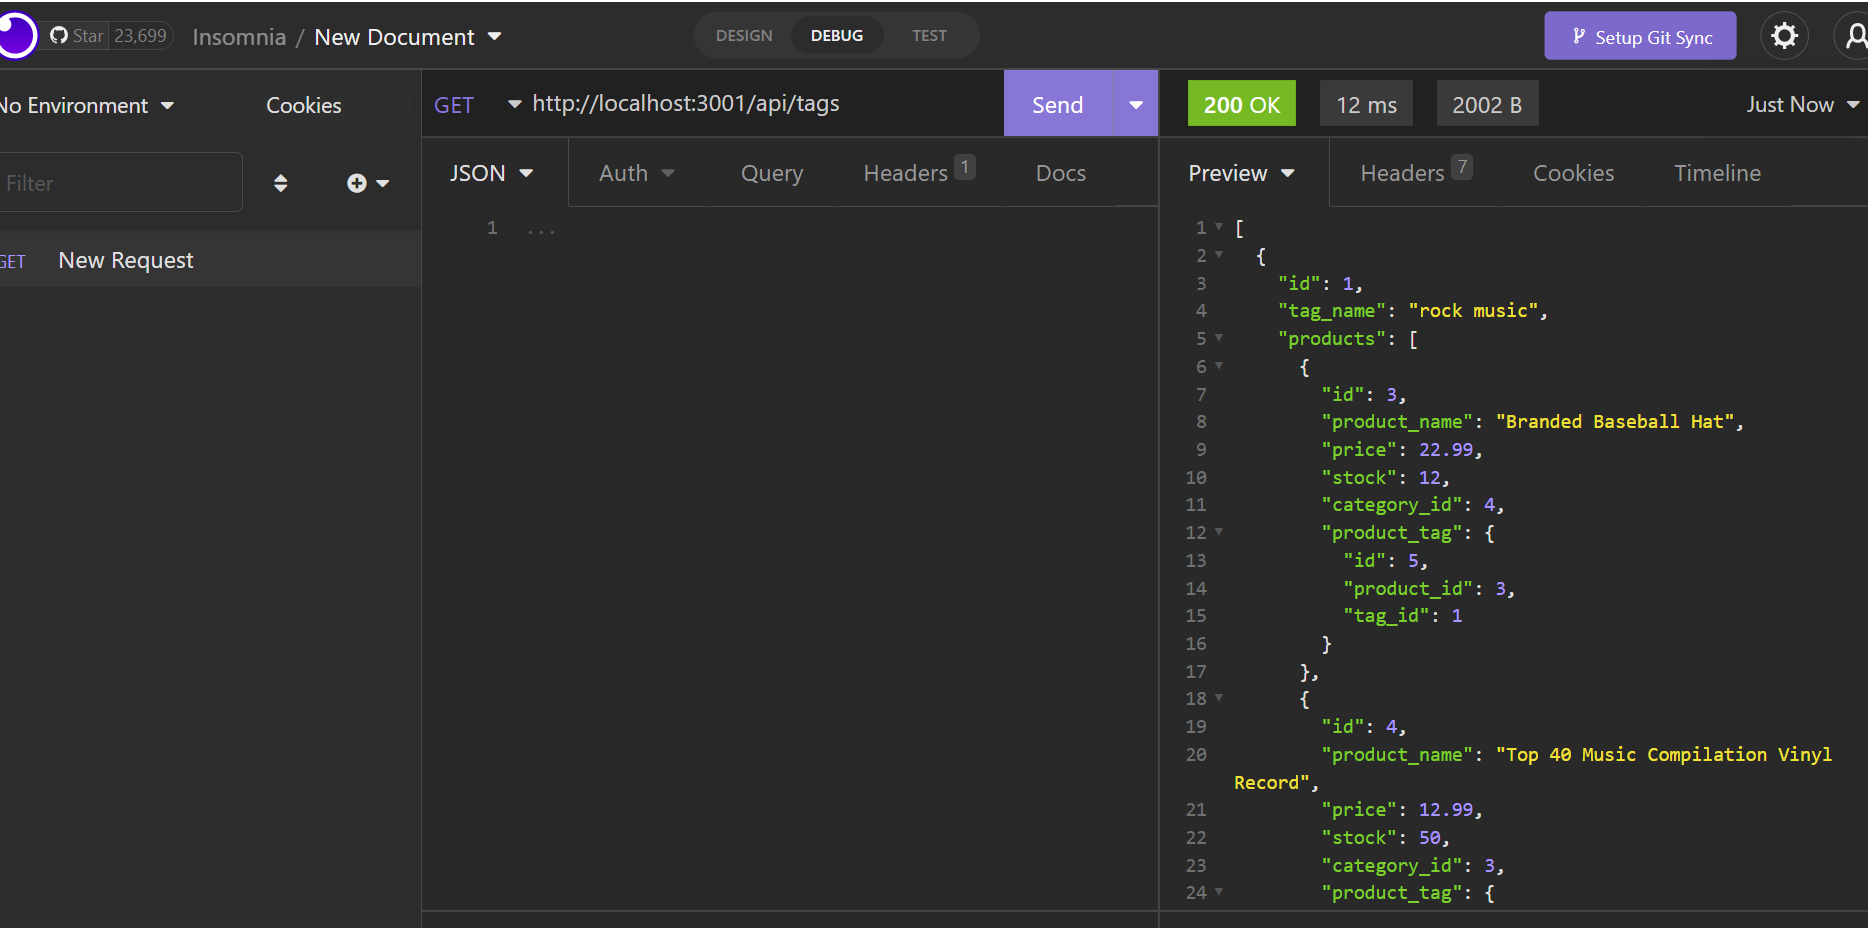 Star 23,699 Insomnia / New Document DESIGN DEBUG TEST Setup Git Sync
No Environment Cookies
Filter
GET New Request
GET http://localhost:3001/api/tags Send
JSON Auth Query Headers 1 Docs
1 ...
200 OK 12 ms 2002 B Just Now
Preview Headers 7 Cookies Timeline
1 [
2 {
3 "id": 1,
4 "tag_name": "rock music",
5 "products": [
6 {
7 "id": 3,
8 "product_name": "Branded Baseball Hat",
9 "price": 22.99,
10 "stock": 12,
11 "category_id": 4,
12 "product_tag": {
13 "id": 5,
14 "product_id": 3,
15 "tag_id": 1
16 }
17 },
18 {
19 "id": 4,
20 "product_name": "Top 40 Music Compilation Vinyl
Record",
21 "price": 12.99,
22 "stock": 50,
23 "category_id": 3,
24 "product_tag": {